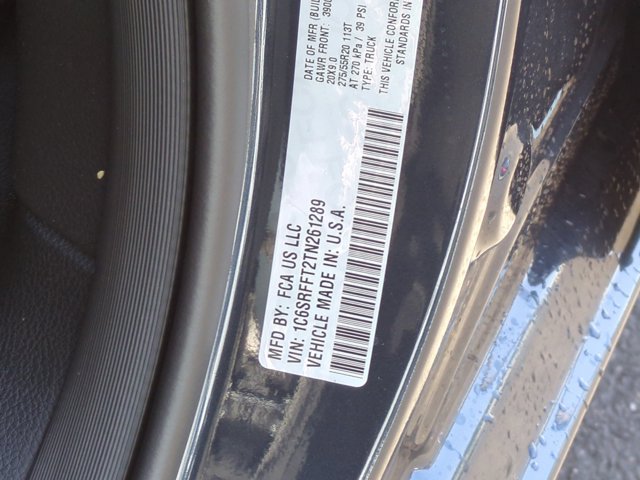 MFD BY: FCA US LLC
VIN: 1C6SRFFT2TN261289
VEHICLE MADE IN: U.S.A.
DATE OF MFR
GAWR FRONT: 3900
20X9.0
275/55R20 113T
AT 270 kPa / 39 PSI
TYPE: TRUCK
THIS VEHICLE
STANDARDS IN